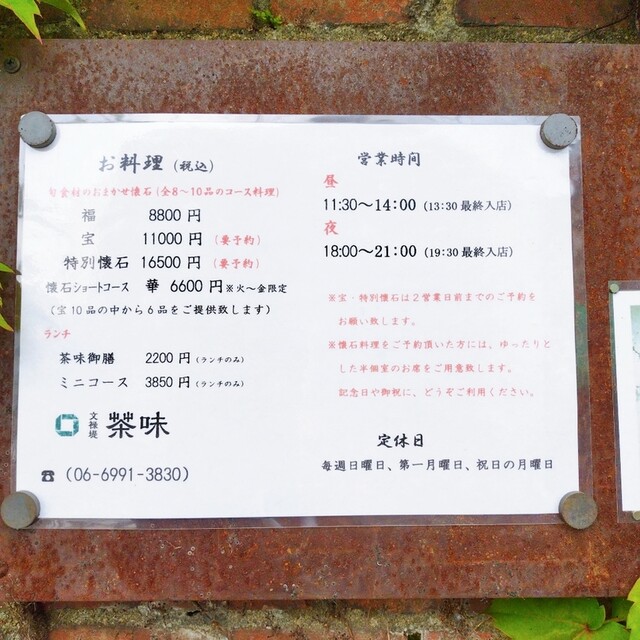 お料理（税込）
旬食材のおまかせ懐石（全8～10品のコース料理）
福 8800円
宝 11000円（要予約）
特別懐石 16500円（要予約）
懐石ショートコース 華 6600円※火～金限定
（宝10品の中から6品をご提供致します）
ランチ
茶味御膳 2200円（ランチのみ）
ミニコース 3850円（ランチのみ）
文禄堤 茶味
☎（06-6991-3830）
営業時間
昼
11:30～14:00（13:30最終入店）
夜
18:00～21:00（19:30最終入店）
※宝・特別懐石は２営業日前までのご予約を
お願い致します。
※懐石料理をご予約頂いた方には、ゆったりと
した半個室のお席をご用意致します。
記念日や御祝に、どうぞご利用ください。
定休日
毎週日曜日、第一月曜日、祝日の月曜日